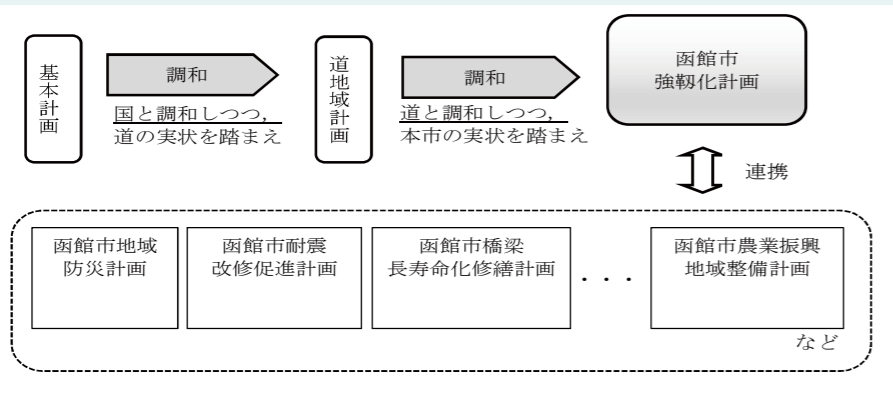 基本計画
調和
国と調和しつつ,
道の実状を踏まえ
道地域計画
調和
道と調和しつつ,
本市の実状を踏まえ
函館市
強靱化計画
連携
函館市地域
防災計画
函館市耐震
改修促進計画
函館市橋梁
長寿命化修繕計画
・・・
函館市農業振興
地域整備計画
など